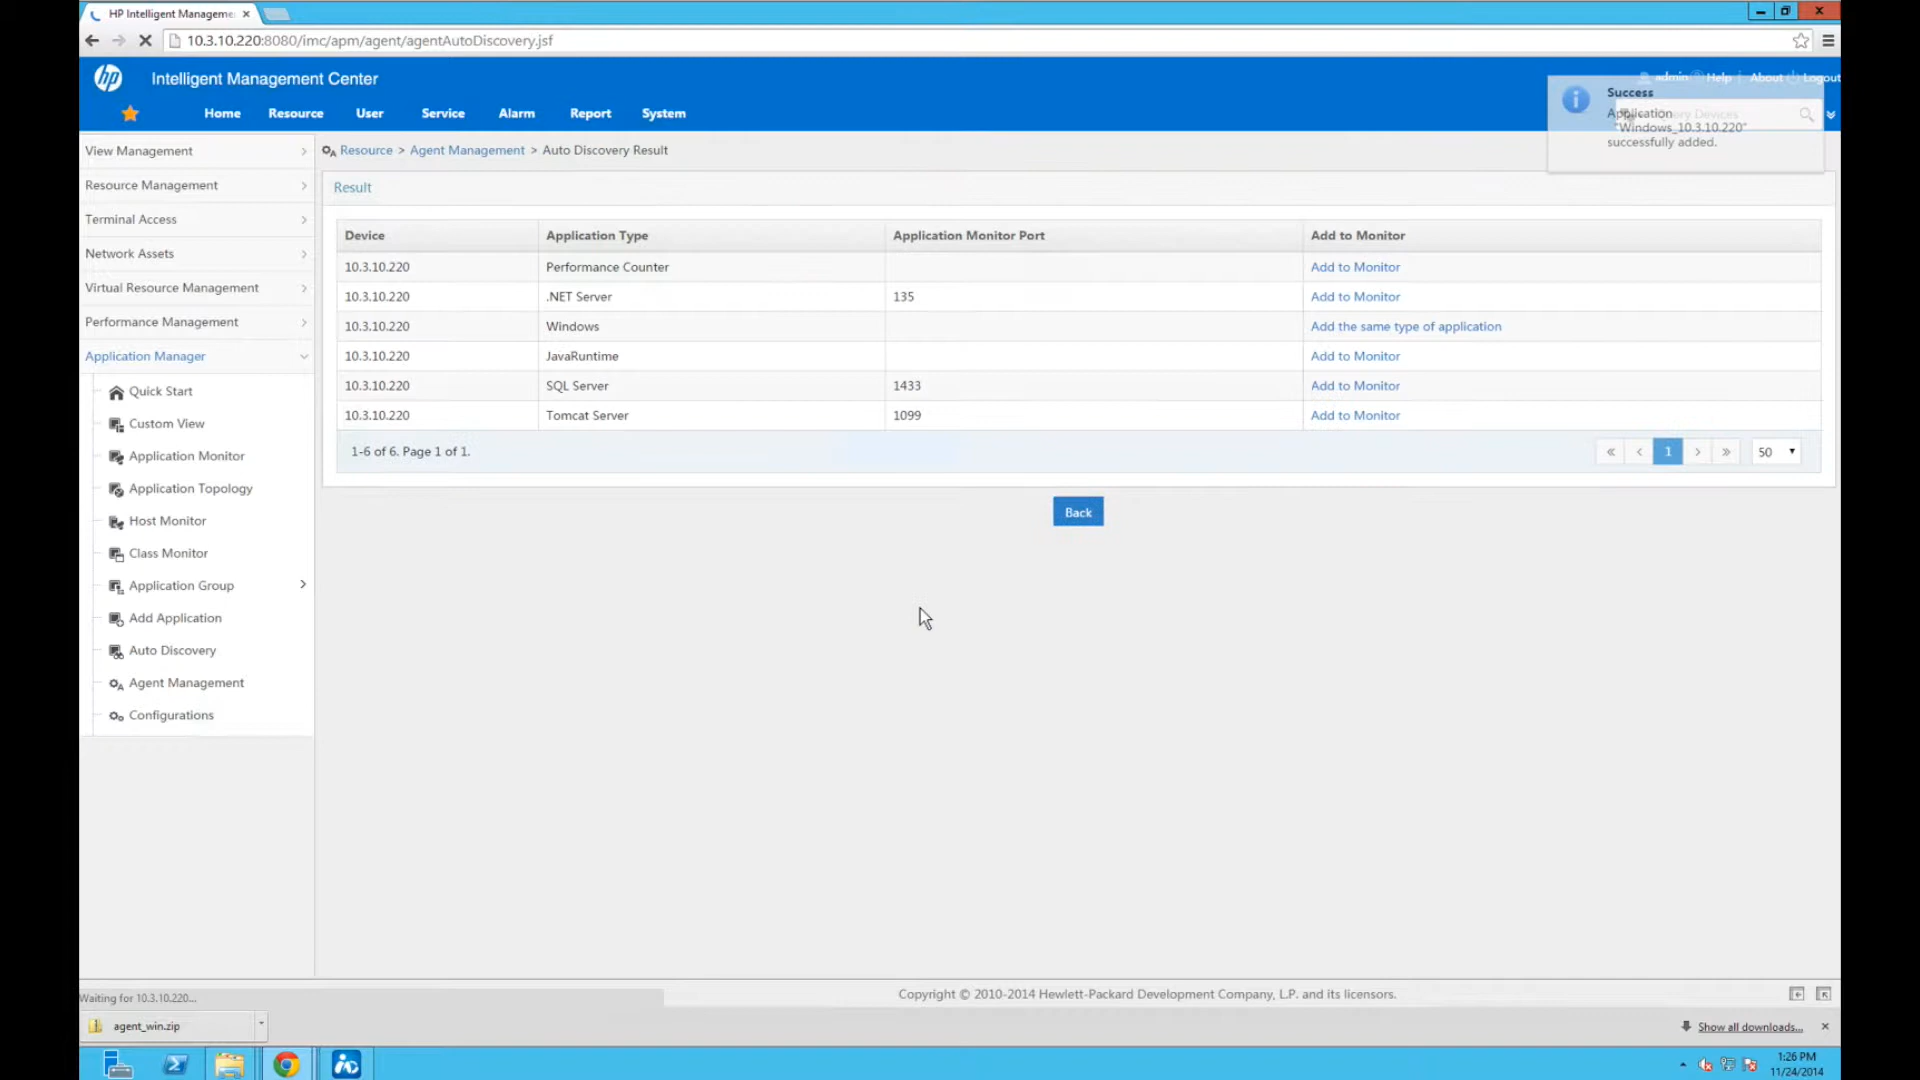 HP Intelligent Manageme
10.3.10.220:8080/imc/apm/agent/agentAutoDiscovery.jsf
hp Intelligent Management Center
admin Help About Logout
Home Resource User Service Alarm Report System
Success
Application
"Windows_10.3.10.220"
successfully added.
Devices
View Management
Resource Management
Terminal Access
Network Assets
Virtual Resource Management
Performance Management
Application Manager
Quick Start
Custom View
Application Monitor
Application Topology
Host Monitor
Class Monitor
Application Group
Add Application
Auto Discovery
Agent Management
Configurations
Resource > Agent Management > Auto Discovery Result
Result
Device Application Type Application Monitor Port Add to Monitor
10.3.10.220 Performance Counter Add to Monitor
10.3.10.220 .NET Server 135 Add to Monitor
10.3.10.220 Windows Add the same type of application
10.3.10.220 JavaRuntime Add to Monitor
10.3.10.220 SQL Server 1433 Add to Monitor
10.3.10.220 Tomcat Server 1099 Add to Monitor
1-6 of 6. Page 1 of 1. « ‹ 1 › » 50
Back
Copyright © 2010-2014 Hewlett-Packard Development Company, L.P. and its licensors.
Waiting for 10.3.10.220...
agent_win.zip
Show all downloads...
1:26 PM
11/24/2014